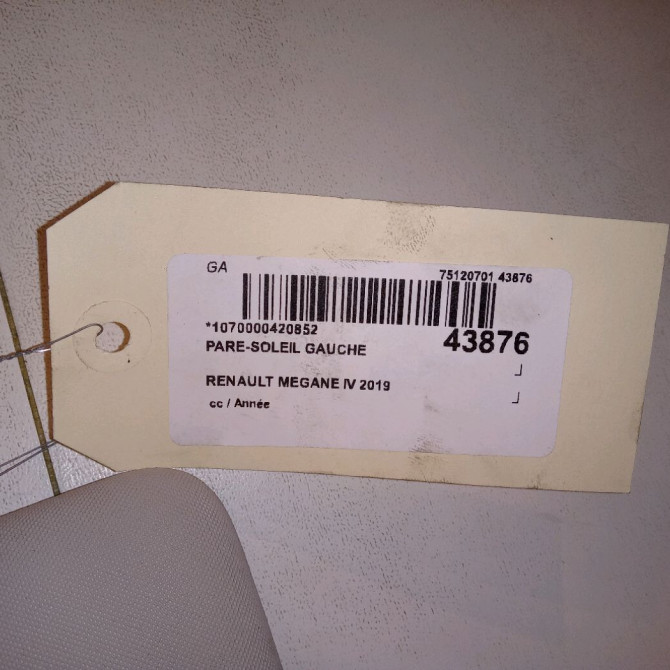 GA
75120701 43876
*1070000420852
43876
PARE-SOLEIL GAUCHE
RENAULT MEGANE IV 2019
cc / Année